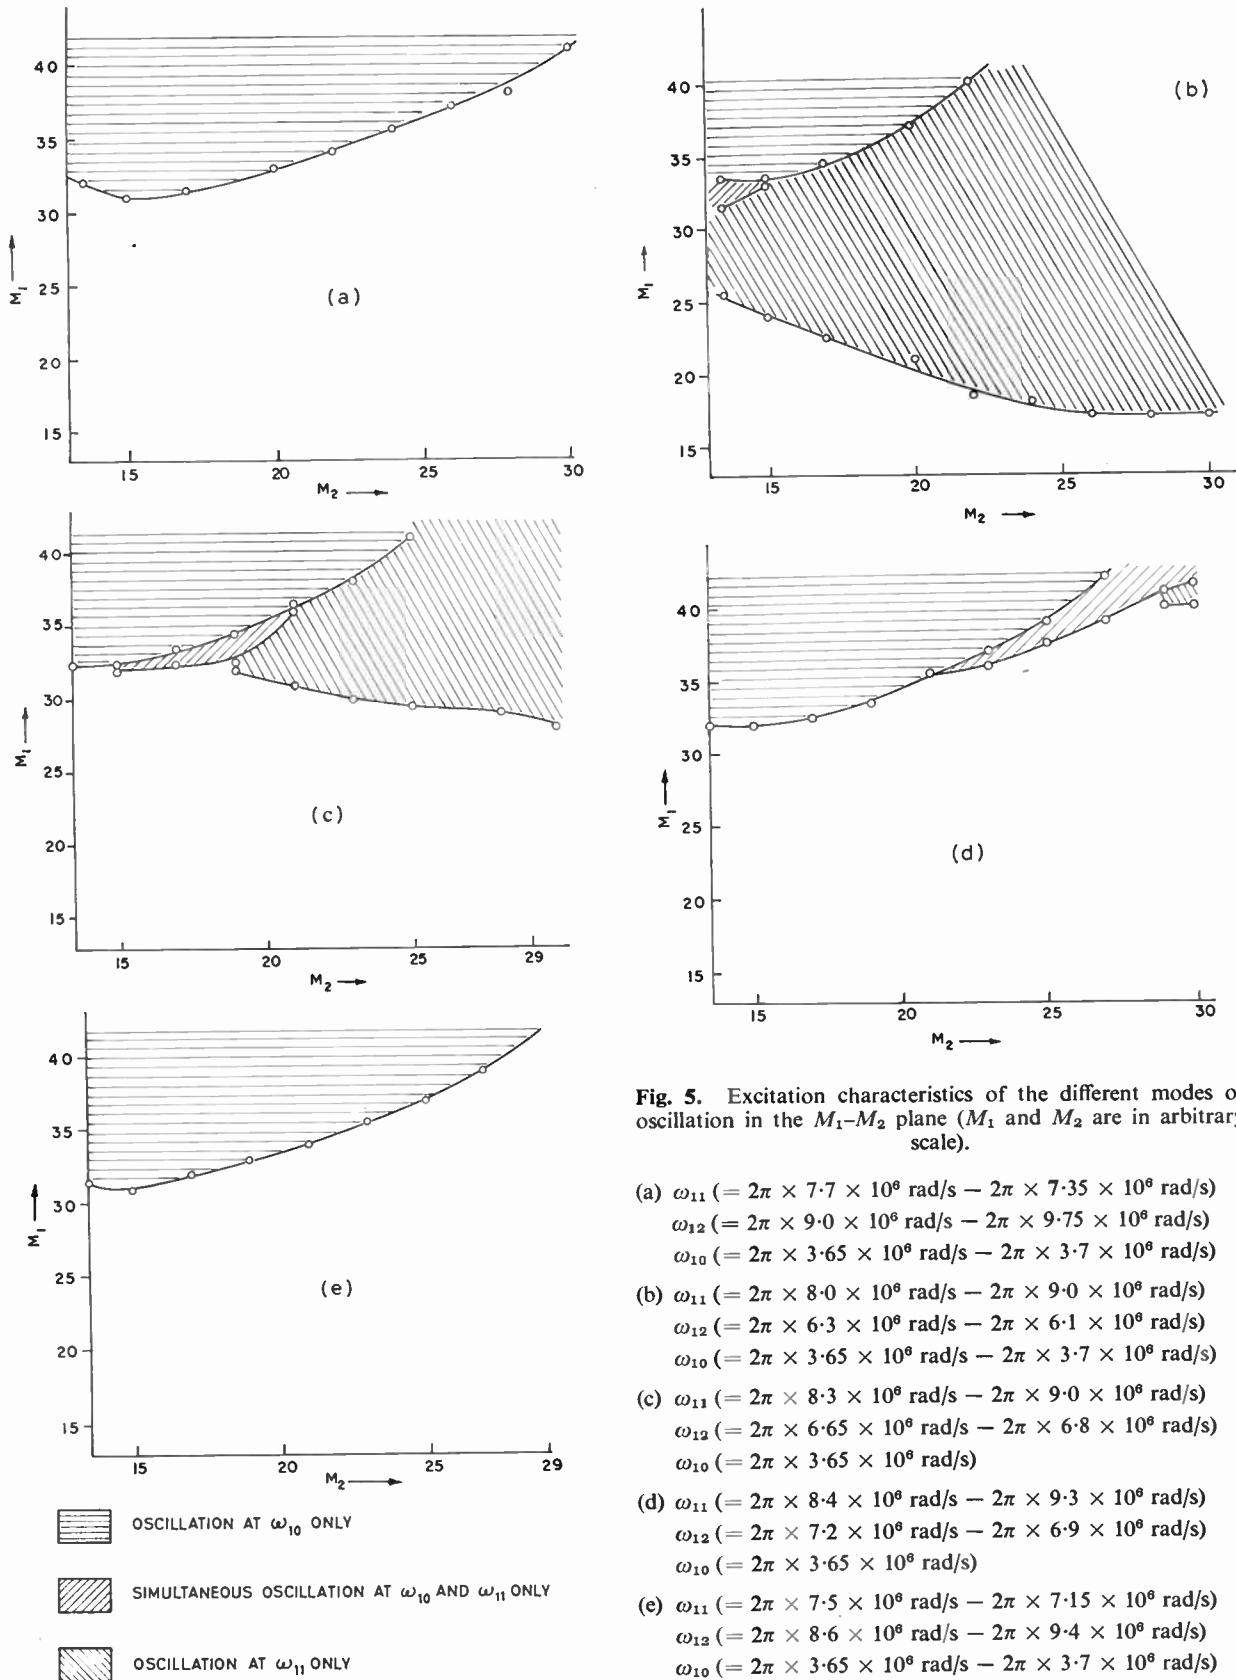 40
35
30
25
20
15
M₁
(a)
15
20
25
30
M₂
40
35
30
25
20
15
M₁
(b)
15
20
25
30
M₂
40
35
30
25
20
15
M₁
(c)
15
20
25
29
M₂
40
35
30
25
20
15
M₁
(d)
15
20
25
30
M₂
40
35
30
25
20
15
M₁
(e)
15
20
25
29
M₂
OSCILLATION AT ω₁₀ ONLY
SIMULTANEOUS OSCILLATION AT ω₁₀ AND ω₁₁ ONLY
OSCILLATION AT ω₁₁ ONLY
Fig. 5. Excitation characteristics of the different modes o
oscillation in the M₁–M₂ plane (M₁ and M₂ are in arbitrary
scale).
(a) ω₁₁ (= 2π × 7·7 × 10⁶ rad/s − 2π × 7·35 × 10⁶ rad/s)
ω₁₂ (= 2π × 9·0 × 10⁶ rad/s − 2π × 9·75 × 10⁶ rad/s)
ω₁₀ (= 2π × 3·65 × 10⁶ rad/s − 2π × 3·7 × 10⁶ rad/s)
(b) ω₁₁ (= 2π × 8·0 × 10⁶ rad/s − 2π × 9·0 × 10⁶ rad/s)
ω₁₂ (= 2π × 6·3 × 10⁶ rad/s − 2π × 6·1 × 10⁶ rad/s)
ω₁₀ (= 2π × 3·65 × 10⁶ rad/s − 2π × 3·7 × 10⁶ rad/s)
(c) ω₁₁ (= 2π × 8·3 × 10⁶ rad/s − 2π × 9·0 × 10⁶ rad/s)
ω₁₂ (= 2π × 6·65 × 10⁶ rad/s − 2π × 6·8 × 10⁶ rad/s)
ω₁₀ (= 2π × 3·65 × 10⁶ rad/s)
(d) ω₁₁ (= 2π × 8·4 × 10⁶ rad/s − 2π × 9·3 × 10⁶ rad/s)
ω₁₂ (= 2π × 7·2 × 10⁶ rad/s − 2π × 6·9 × 10⁶ rad/s)
ω₁₀ (= 2π × 3·65 × 10⁶ rad/s)
(e) ω₁₁ (= 2π × 7·5 × 10⁶ rad/s − 2π × 7·15 × 10⁶ rad/s)
ω₁₂ (= 2π × 8·6 × 10⁶ rad/s − 2π × 9·4 × 10⁶ rad/s)
ω₁₀ (= 2π × 3·65 × 10⁶ rad/s − 2π × 3·7 × 10⁶ rad/s)